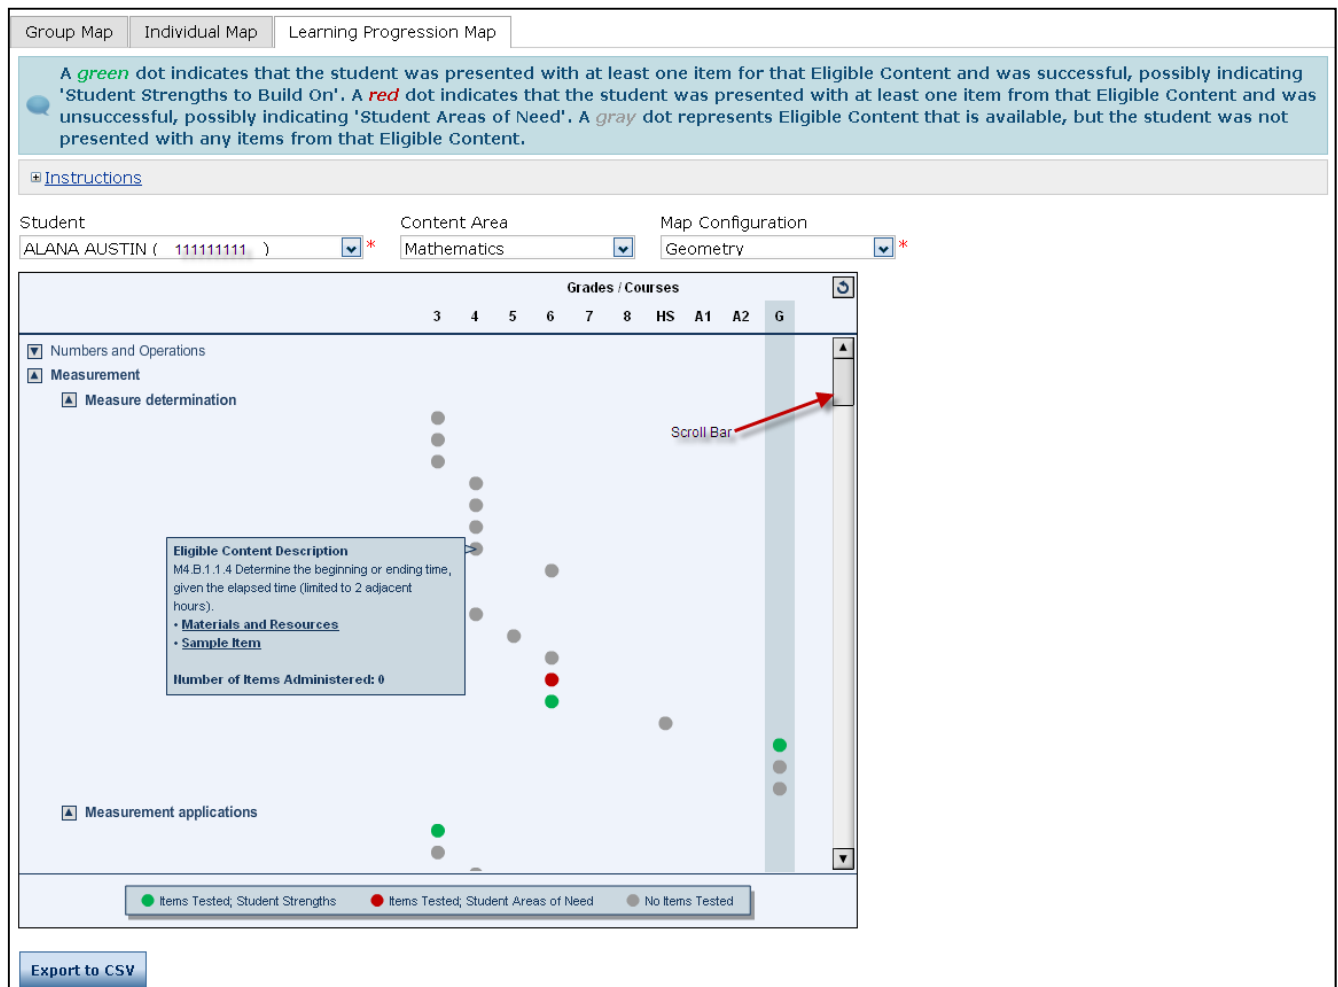 Group Map Individual Map Learning Progression Map
A green dot indicates that the student was presented with at least one item for that Eligible Content and was successful, possibly indicating
'Student Strengths to Build On'. A red dot indicates that the student was presented with at least one item from that Eligible Content and was
unsuccessful, possibly indicating 'Student Areas of Need'. A gray dot represents Eligible Content that is available, but the student was not
presented with any items from that Eligible Content.
Instructions
Student Content Area Map Configuration
ALANA AUSTIN ( 111111111 ) * Mathematics Geometry *
Grades / Courses
3 4 5 6 7 8 HS A1 A2 G
Numbers and Operations
Measurement
Measure determination
Scroll Bar
Eligible Content Description
M4.B.1.1.4 Determine the beginning or ending time,
given the elapsed time (limited to 2 adjacent
hours).
• Materials and Resources
• Sample Item
Number of Items Administered: 0
Measurement applications
Items Tested; Student Strengths Items Tested; Student Areas of Need No Items Tested
Export to CSV